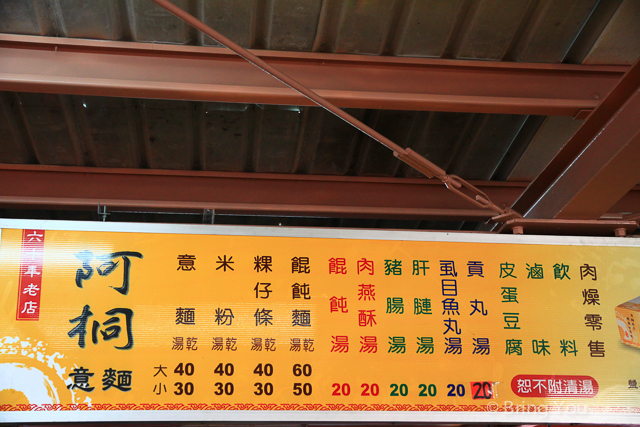 六十年老店
阿桐意麵
意麵 湯乾 大40 小30
米粉 湯乾 40 30
粿仔條 湯乾 40 30
餛飩麵 湯乾 60 50
餛飩湯 20
肉燕酥湯 20
豬腸湯 20
肝腱湯 20
虱目魚丸湯 20
貢丸湯 20
皮蛋豆腐
滷味
飲料
肉燥零售
恕不附清湯